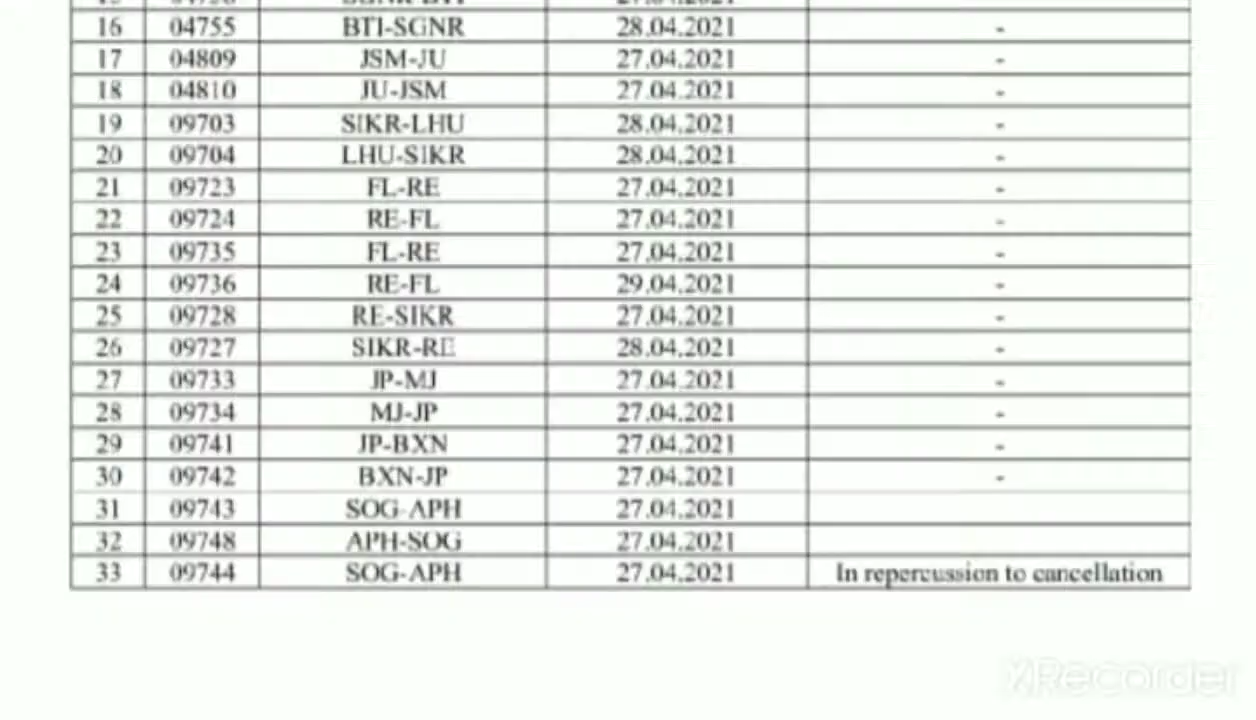 16 04755 BTI-SGNR 28.04.2021 -
17 04809 JSM-JU 27.04.2021 -
18 04810 JU-JSM 27.04.2021 -
19 09703 SIKR-LHU 28.04.2021 -
20 09704 LHU-SIKR 28.04.2021 -
21 09723 FL-RE 27.04.2021 -
22 09724 RE-FL 27.04.2021 -
23 09735 FL-RE 27.04.2021 -
24 09736 RE-FL 29.04.2021 -
25 09728 RE-SIKR 27.04.2021 -
26 09727 SIKR-RE 28.04.2021 -
27 09733 JP-MJ 27.04.2021 -
28 09734 MJ-JP 27.04.2021 -
29 09741 JP-BXN 27.04.2021 -
30 09742 BXN-JP 27.04.2021 -
31 09743 SOG-APH 27.04.2021
32 09748 APH-SOG 27.04.2021
33 09744 SOG-APH 27.04.2021 In repercussion to cancellation
XRecorder